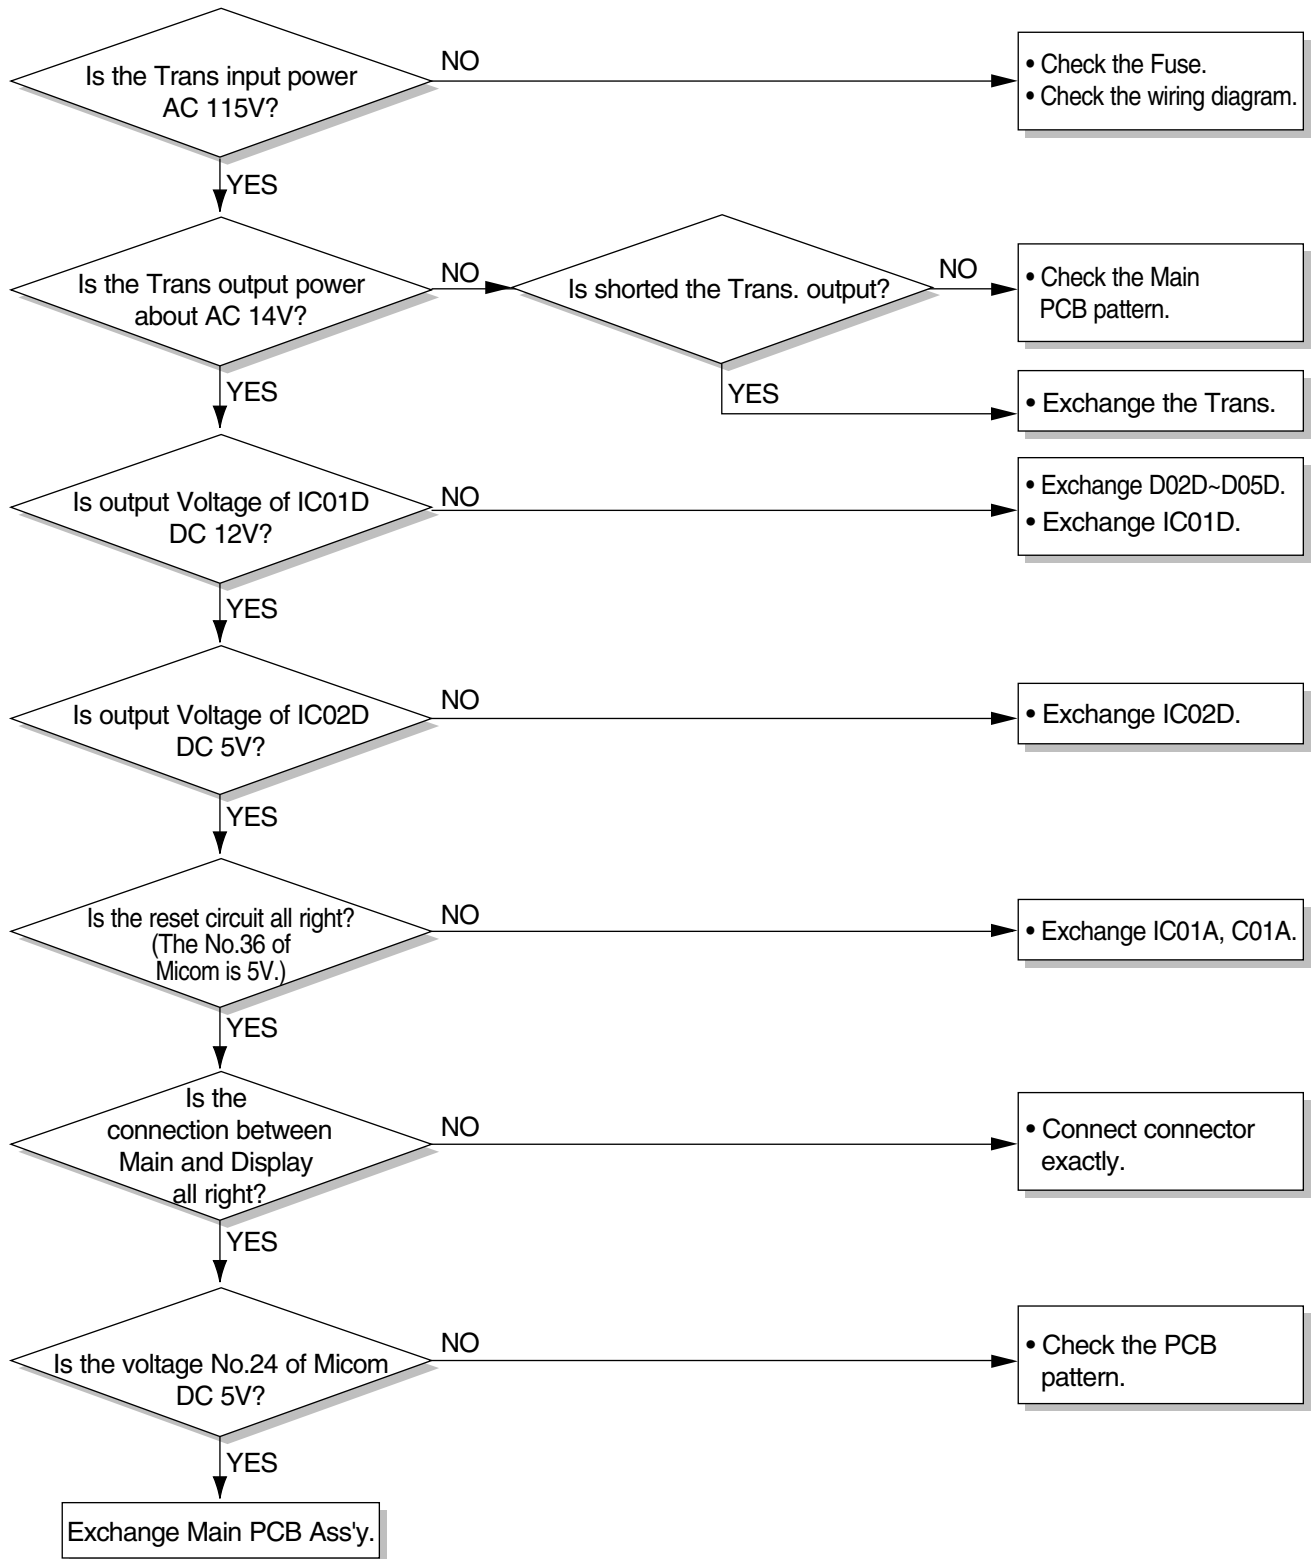 Is the Trans input power
AC 115V?
NO
• Check the Fuse.
• Check the wiring diagram.
YES
Is the Trans output power
about AC 14V?
NO
Is shorted the Trans. output?
NO
• Check the Main
PCB pattern.
YES
YES
• Exchange the Trans.
Is output Voltage of IC01D
DC 12V?
NO
• Exchange D02D~D05D.
• Exchange IC01D.
YES
Is output Voltage of IC02D
DC 5V?
NO
• Exchange IC02D.
YES
Is the reset circuit all right?
(The No.36 of
Micom is 5V.)
NO
• Exchange IC01A, C01A.
YES
Is the
connection between
Main and Display
all right?
NO
• Connect connector
exactly.
YES
Is the voltage No.24 of Micom
DC 5V?
NO
• Check the PCB
pattern.
YES
Exchange Main PCB Ass'y.